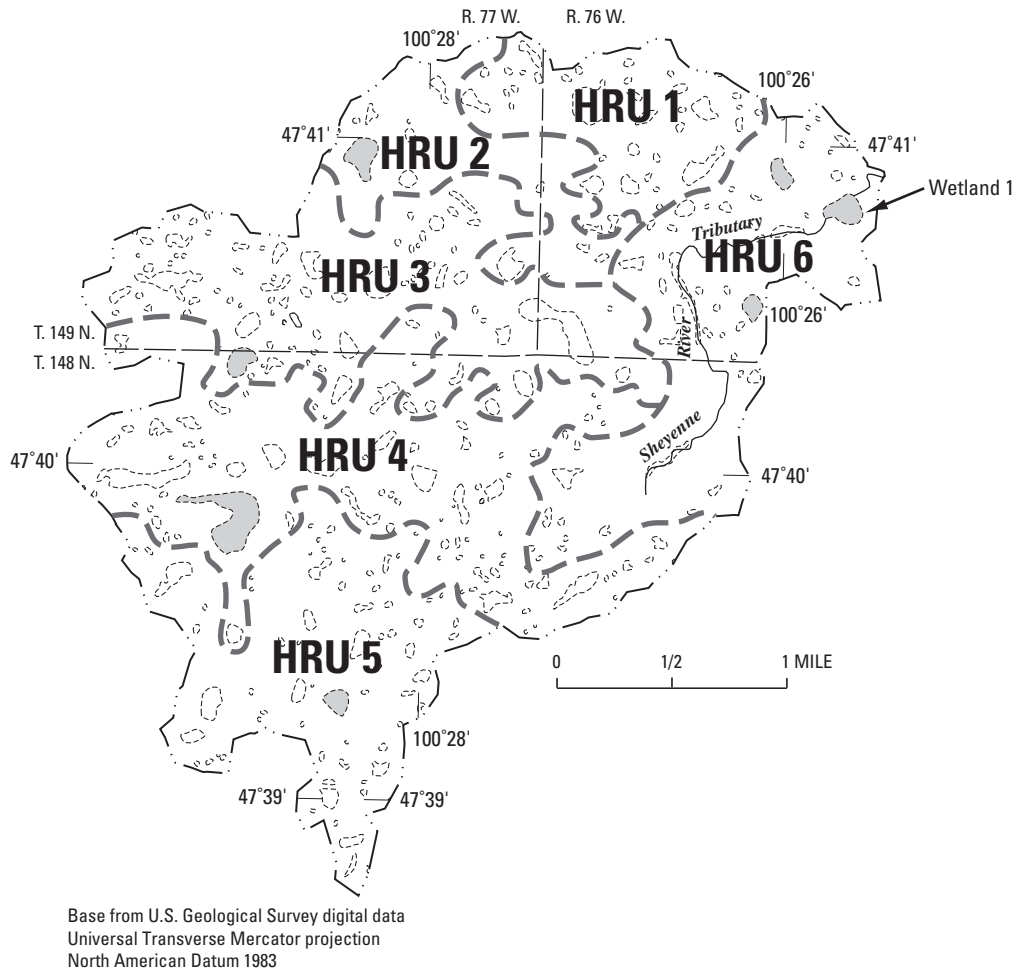 R. 77 W. R. 76 W.
100°28'
100°26'
HRU 1
47°41'
HRU 2
47°41'
Wetland 1
Tributary
HRU 6
HRU 3
100°26'
T. 149 N.
River
T. 148 N.
Sheyenne
HRU 4
47°40'
47°40'
HRU 5
0 1/2 1 MILE
100°28'
47°39' 47°39'
Base from U.S. Geological Survey digital data
Universal Transverse Mercator projection
North American Datum 1983